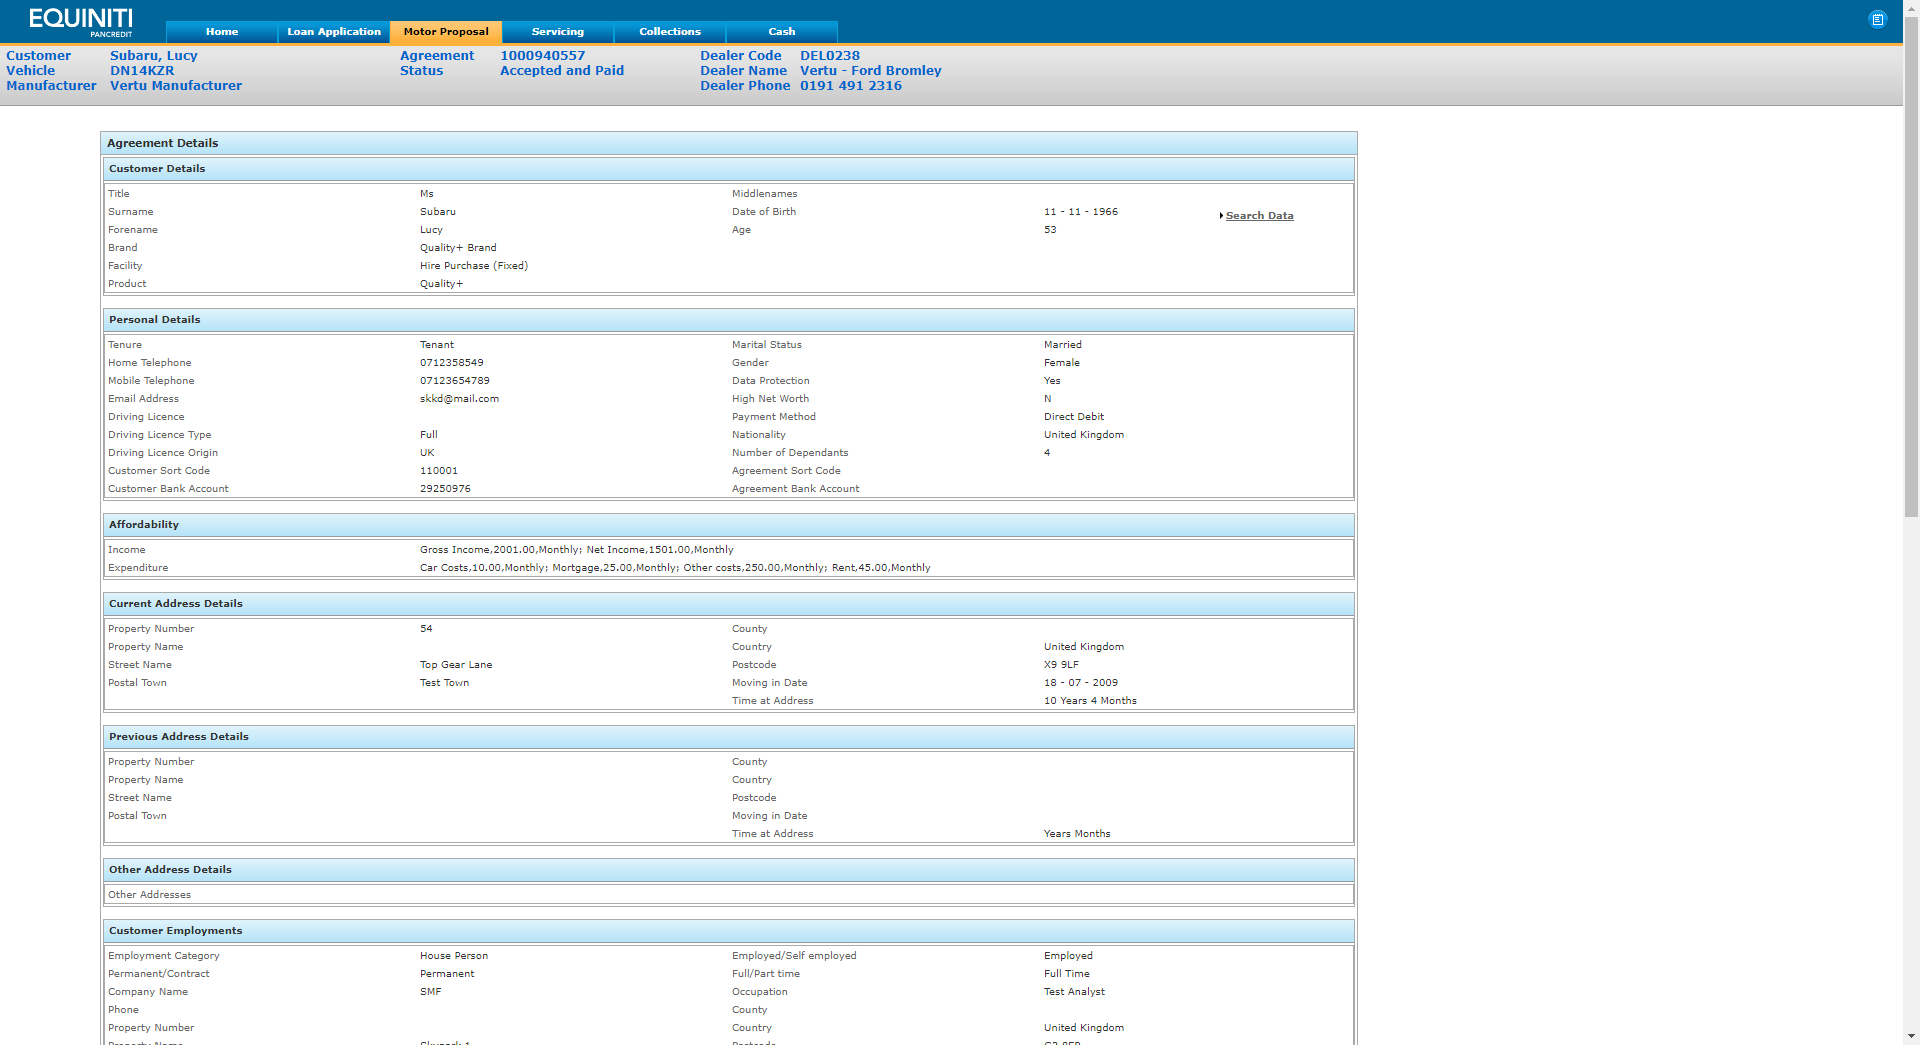 EQUINITI
PANCREDIT
Home Loan Application Motor Proposal Servicing Collections Cash
Customer Subaru, Lucy Agreement 1000940557 Dealer Code DEL0238
Vehicle DN14KZR Status Accepted and Paid Dealer Name Vertu - Ford Bromley
Manufacturer Vertu Manufacturer Dealer Phone 0191 491 2316
Agreement Details
Customer Details
Title Ms Middlenames
Surname Subaru Date of Birth 11 - 11 - 1966 Search Data
Forename Lucy Age 53
Brand Quality+ Brand
Facility Hire Purchase (Fixed)
Product Quality+
Personal Details
Tenure Tenant Marital Status Married
Home Telephone 0712358549 Gender Female
Mobile Telephone 07123654789 Data Protection Yes
Email Address skkd@mail.com High Net Worth N
Driving Licence Payment Method Direct Debit
Driving Licence Type Full Nationality United Kingdom
Driving Licence Origin UK Number of Dependants 4
Customer Sort Code 110001 Agreement Sort Code
Customer Bank Account 29250976 Agreement Bank Account
Affordability
Income Gross Income,2001.00,Monthly; Net Income,1501.00,Monthly
Expenditure Car Costs,10.00,Monthly; Mortgage,25.00,Monthly; Other costs,250.00,Monthly; Rent,45.00,Monthly
Current Address Details
Property Number 54 County
Property Name Country United Kingdom
Street Name Top Gear Lane Postcode X9 9LF
Postal Town Test Town Moving in Date 18 - 07 - 2009
Time at Address 10 Years 4 Months
Previous Address Details
Property Number County
Property Name Country
Street Name Postcode
Postal Town Moving in Date
Time at Address Years Months
Other Address Details
Other Addresses
Customer Employments
Employment Category House Person Employed/Self employed Employed
Permanent/Contract Permanent Full/Part time Full Time
Company Name SMF Occupation Test Analyst
Phone County
Property Number Country United Kingdom
Property Name Skypark 1 Postcode